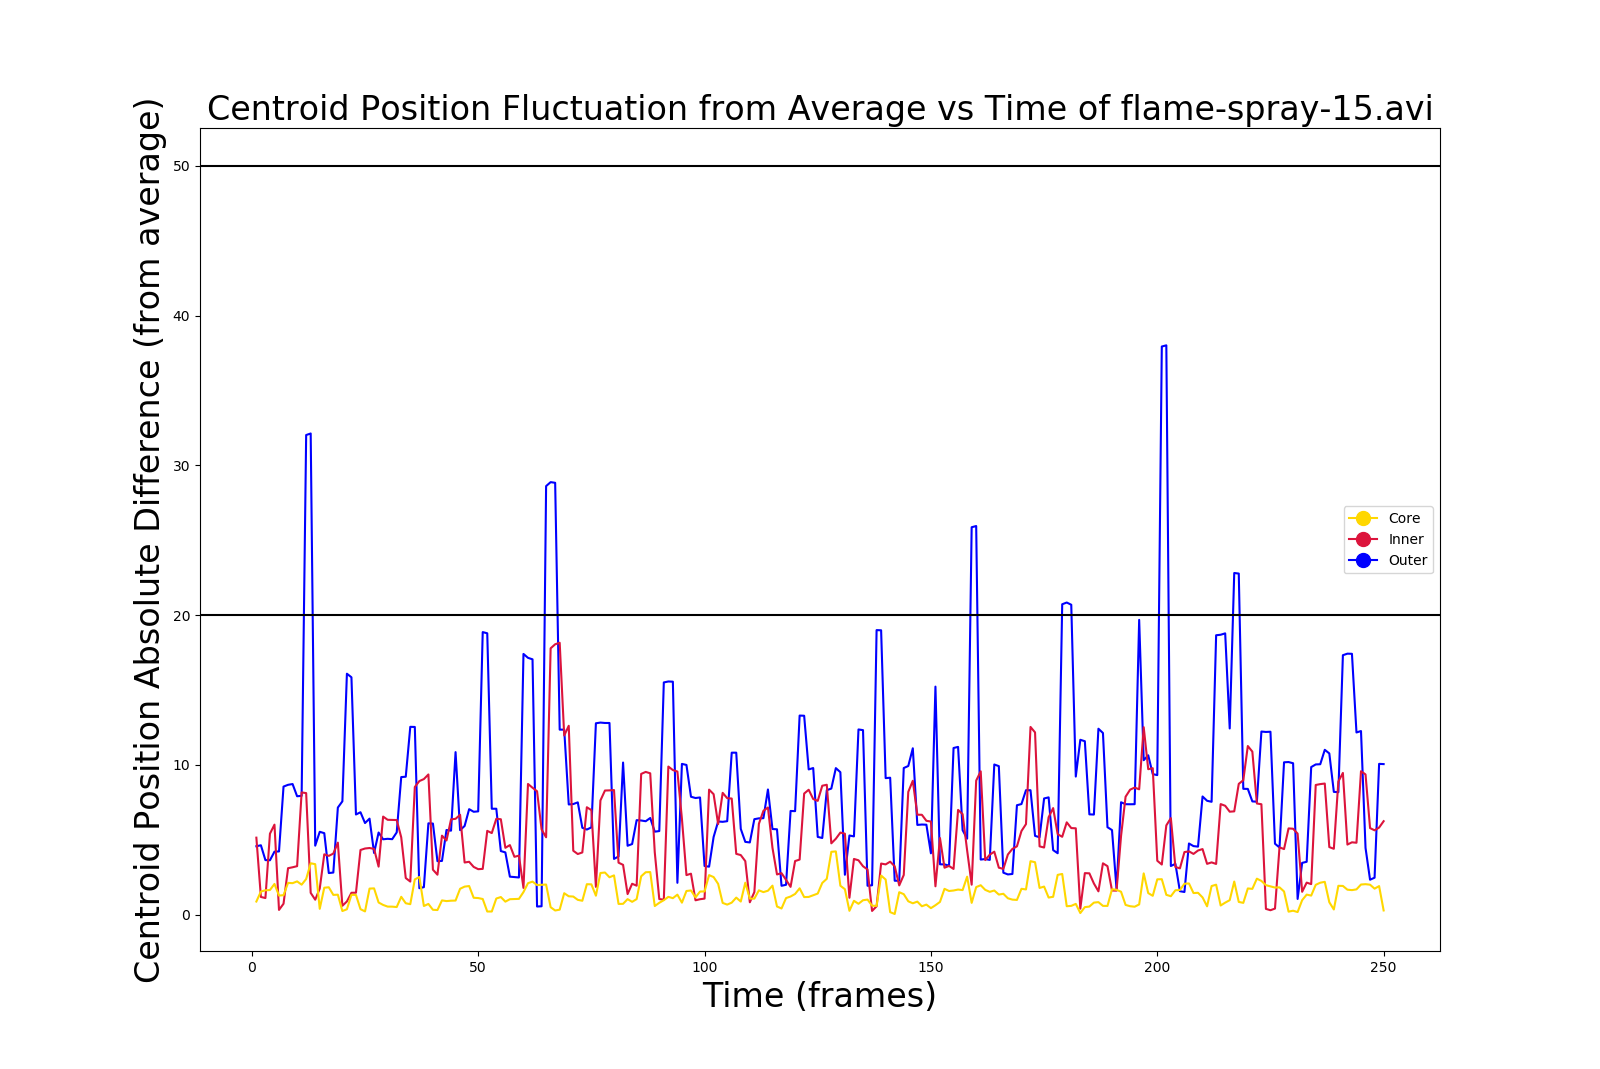 Centroid Position Fluctuation from Average vs Time of flame-spray-15.avi
Centroid Position Absolute Difference (from average)
50
40
30
20
10
0
Core
Inner
Outer
0 50 100 150 200 250
Time (frames)